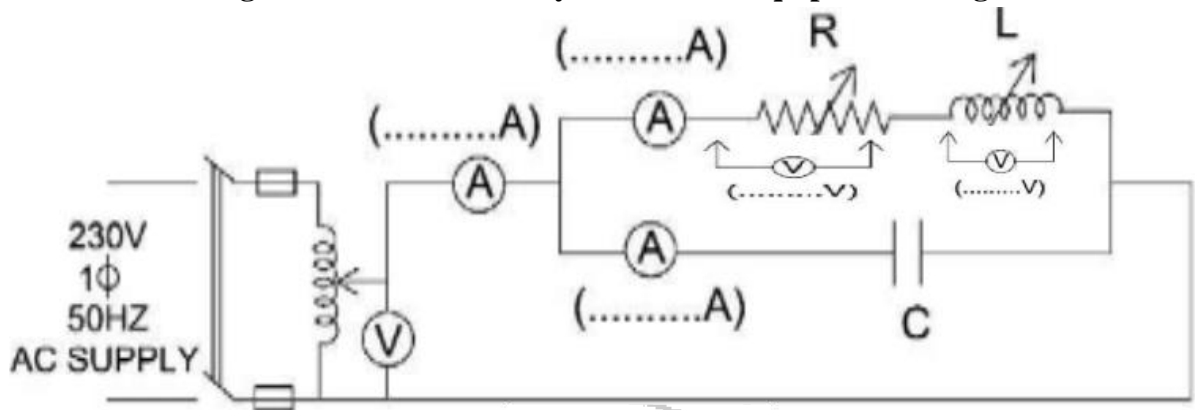 (..........A)
R
L
(..........A)
A
A
V
(.........V)
V
(........V)
230V
1Φ
50HZ
AC SUPPLY
V
A
(..........A)
C